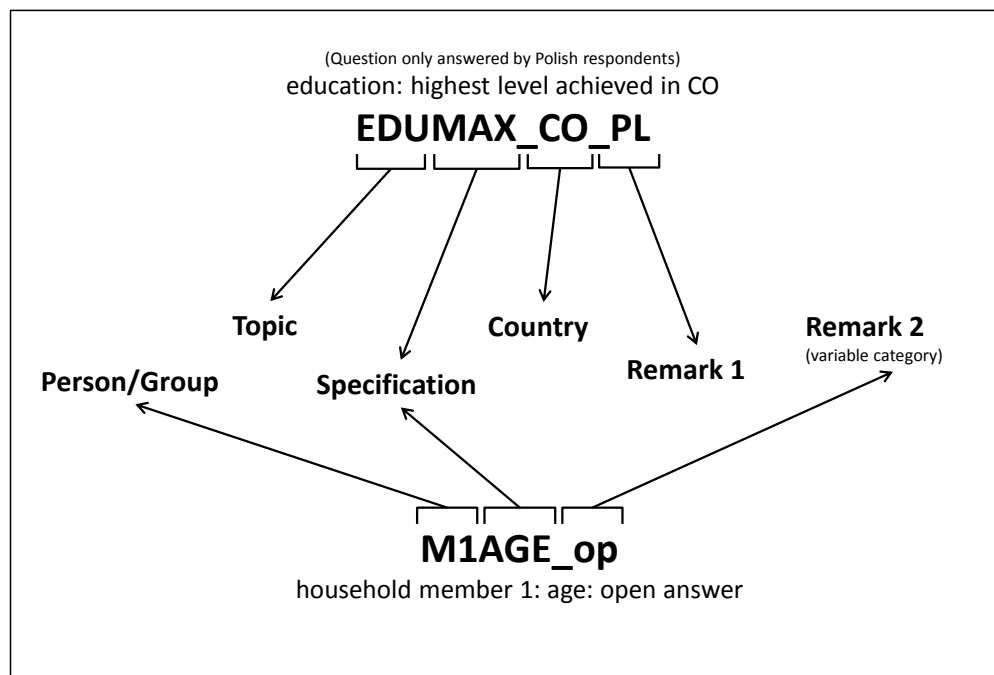 (Question only answered by Polish respondents)
education: highest level achieved in CO
EDUMAX_CO_PL
Topic
Country
Remark 2
(variable category)
Person/Group
Specification
Remark 1
M1AGE_op
household member 1: age: open answer